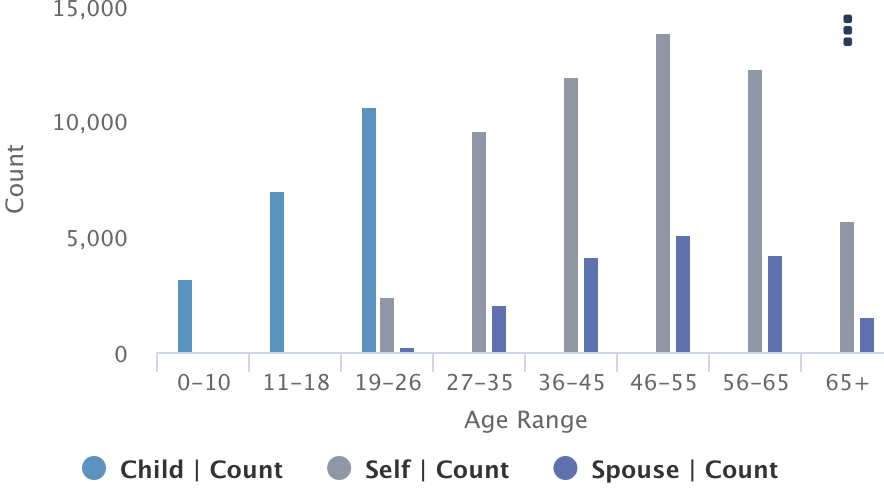 15,000
10,000
5,000
0
Count
0–10 11–18 19–26 27–35 36–45 46–55 56–65 65+
Age Range
Child | Count Self | Count Spouse | Count